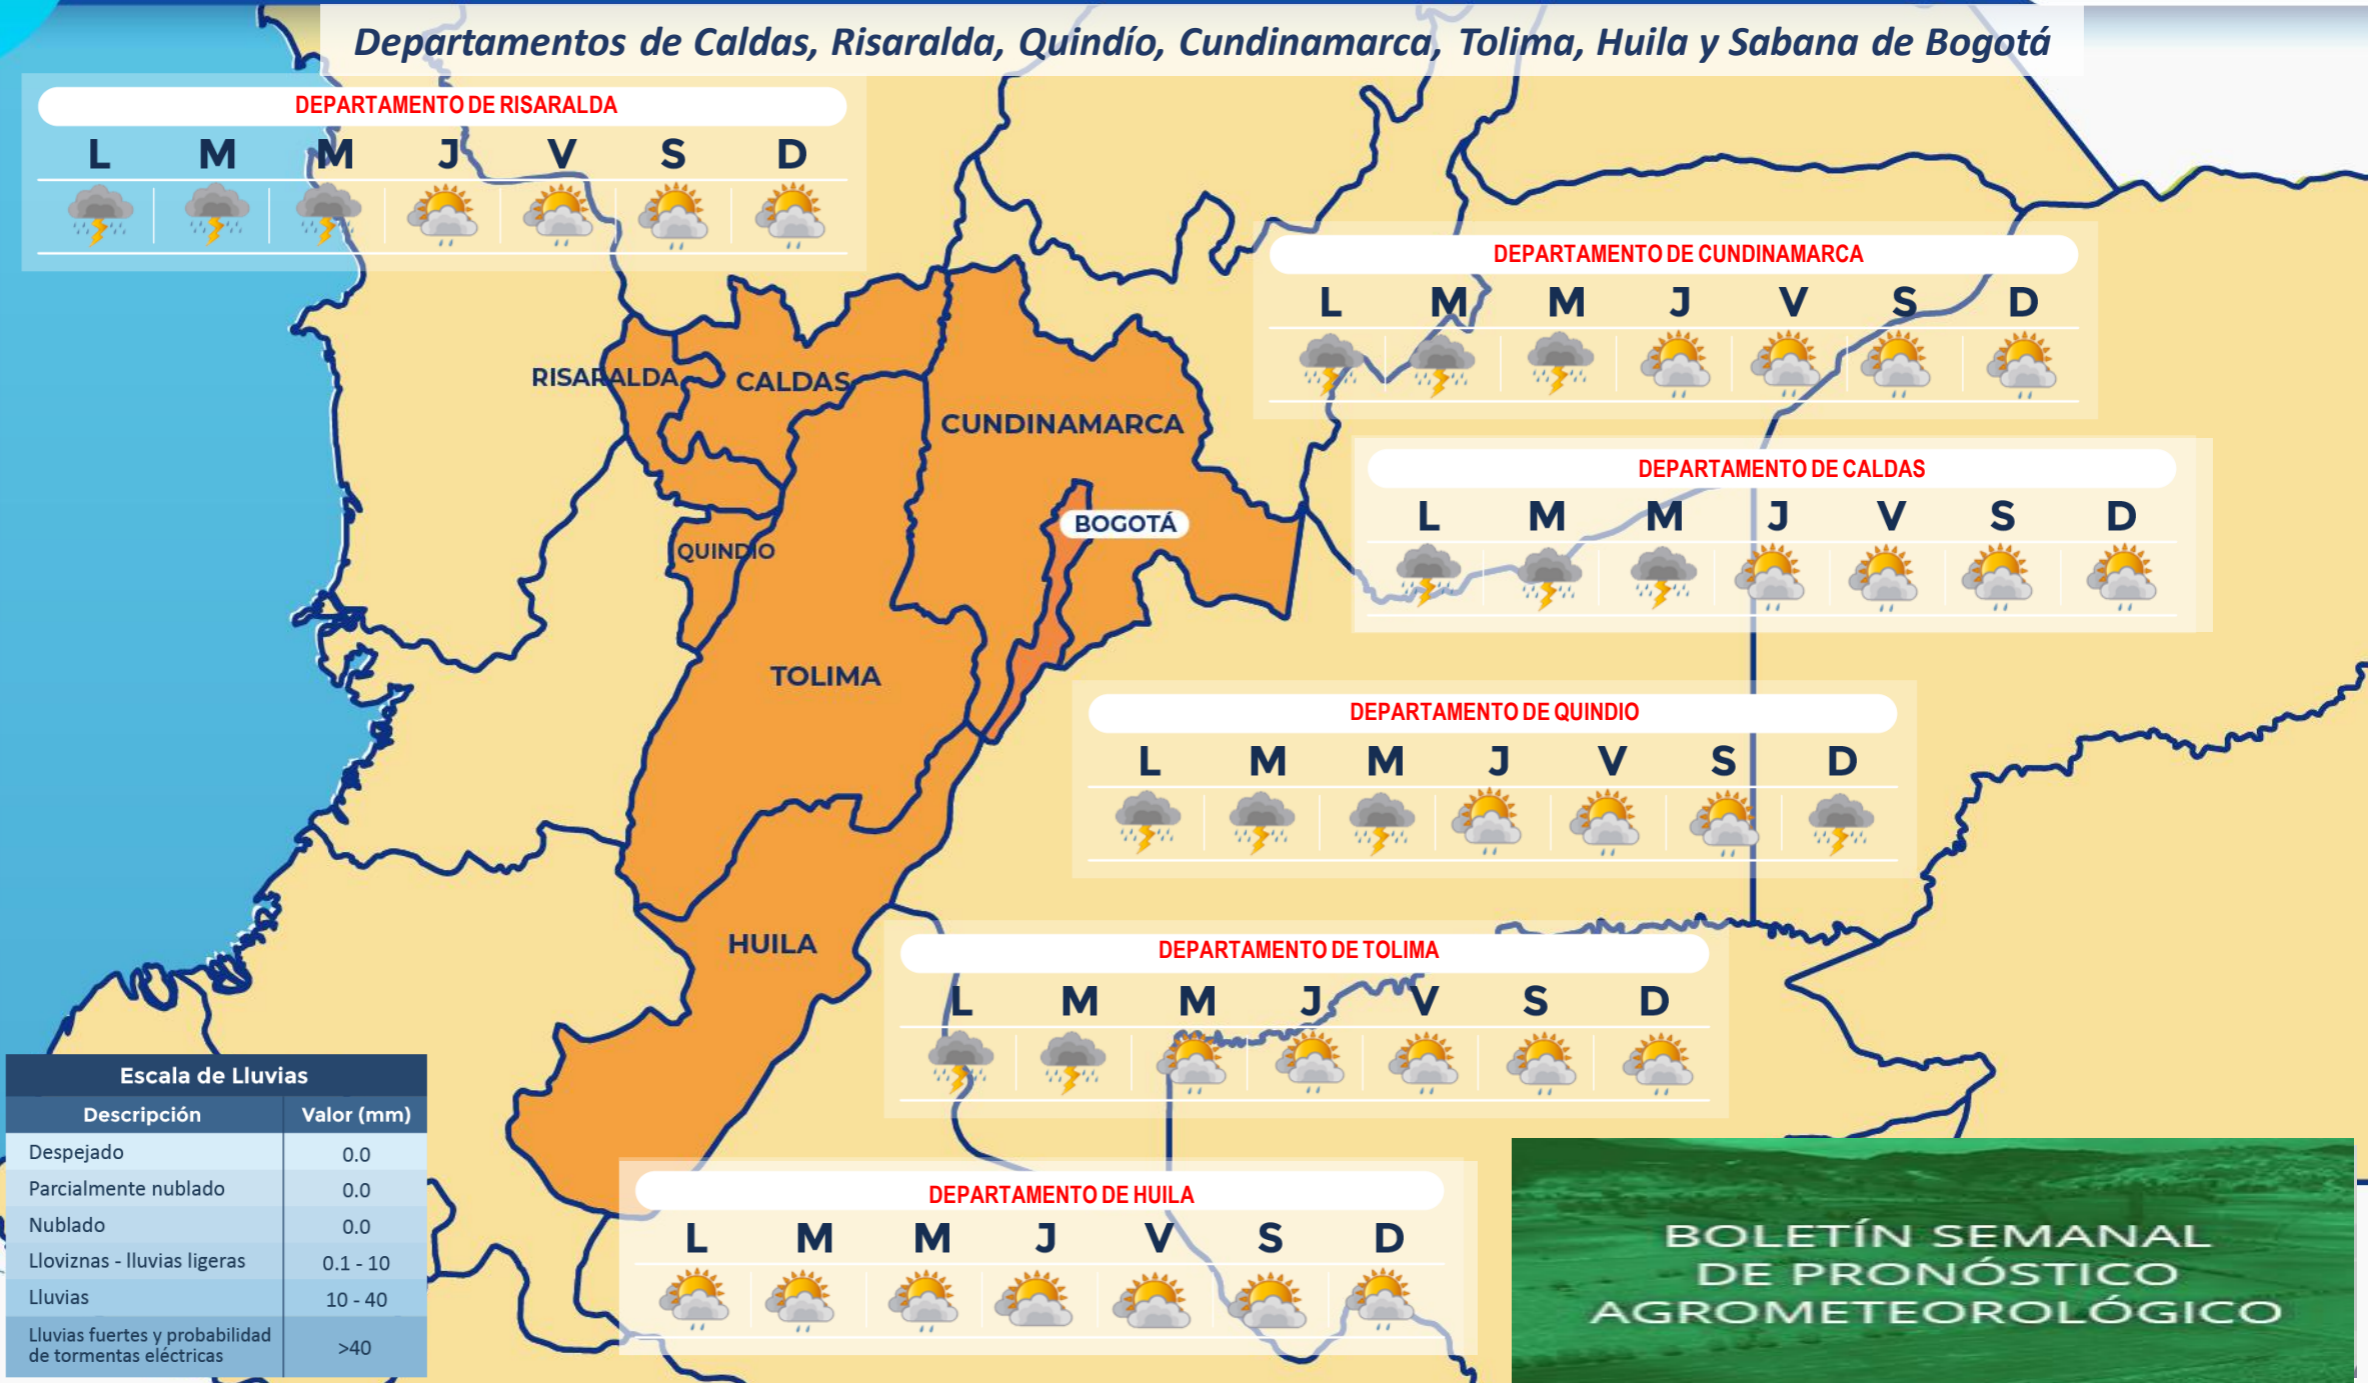 Departamentos de Caldas, Risaralda, Quindío, Cundinamarca, Tolima, Huila y Sabana de Bogotá
DEPARTAMENTO DE RISARALDA
L M M J V S D
DEPARTAMENTO DE CUNDINAMARCA
L M M J V S D
RISARALDA
CALDAS
CUNDINAMARCA
BOGOTÁ
QUINDIO
TOLIMA
HUILA
DEPARTAMENTO DE CALDAS
L M M J V S D
DEPARTAMENTO DE QUINDIO
L M M J V S D
DEPARTAMENTO DE TOLIMA
L M M J V S D
DEPARTAMENTO DE HUILA
L M M J V S D
Escala de Lluvias
Descripción Valor (mm)
Despejado 0.0
Parcialmente nublado 0.0
Nublado 0.0
Lloviznas - lluvias ligeras 0.1 - 10
Lluvias 10 - 40
Lluvias fuertes y probabilidad
de tormentas eléctricas >40
BOLETÍN SEMANAL
DE PRONÓSTICO
AGROMETEOROLÓGICO